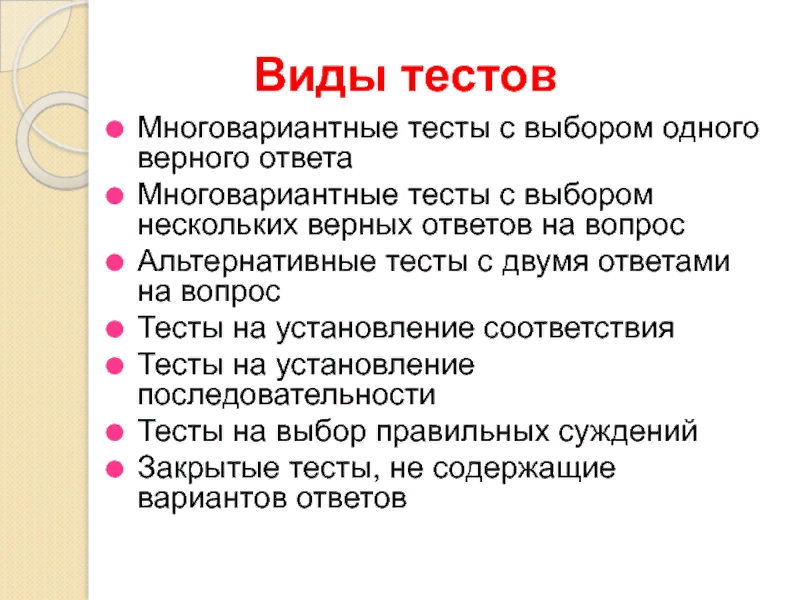 Виды тестов
Многовариантные тесты с выбором одного
верного ответа
Многовариантные тесты с выбором
нескольких верных ответов на вопрос
Альтернативные тесты с двумя ответами
на вопрос
Тесты на установление соответствия
Тесты на установление
последовательности
Тесты на выбор правильных суждений
Закрытые тесты, не содержащие
вариантов ответов